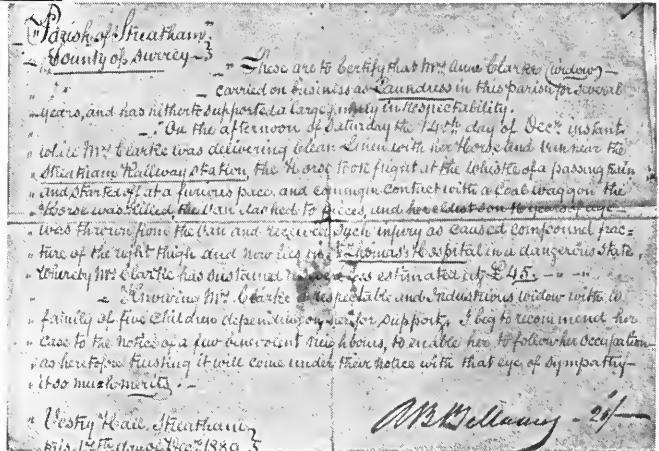 Parish of Streatham
County of Surrey
These are to Certify that Mrs Anne Clarke (widow)
carried on business as Laundress in this parish for several
years, and has hitherto supported a large family in respectability.
On the afternoon of Saturday the 14th day of Decr instant
while Mrs Clarke was delivering Clean Linen with her Horse and Van near the
Streatham Railway Station, the Horse took fright at the whistle of a passing train
and started off at a furious pace, and coming in contact with a Coal waggon the
Horse was Killed, the Van dashed to pieces, and her eldest son 16 years of age
was thrown from the Van and received such injury as caused compound frac=
ture of the right thigh and now lies in St Thomas's Hospital in a dangerous state,
whereby Mrs Clarke has sustained estimated at £45.
Knowing Mrs Clarke a respectable and Industrious widow with a
family of five Children depending on her for support, I beg to recommend her
case to the notice of a few benevolent neighbours, to enable her to follow her occupation
as heretofore trusting it will come under their notice with that eye of sympathy
it so much merits.
Vestry Hall, Streatham
this day of Decr 1889